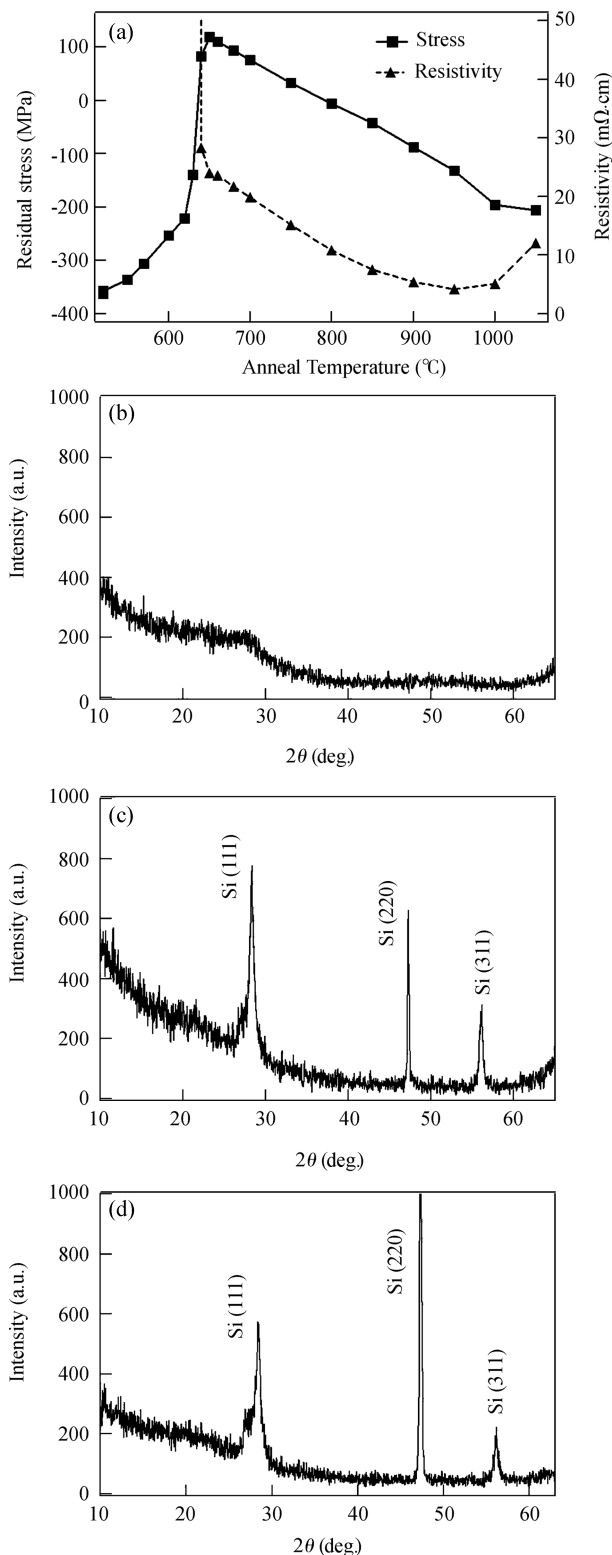 (a)
Stress
Resistivity
100
0
-100
-200
-300
-400
Residual stress (MPa)
50
40
30
20
10
0
Resistivity (mΩ·cm)
600 700 800 900 1000
Anneal Temperature (℃)
(b)
1000
800
600
400
200
0
Intensity (a.u.)
10 20 30 40 50 60
2θ (deg.)
(c)
1000
800
600
400
200
0
Intensity (a.u.)
Si (111)
Si (220)
Si (311)
10 20 30 40 50 60
2θ (deg.)
(d)
1000
800
600
400
200
0
Intensity (a.u.)
Si (111)
Si (220)
Si (311)
10 20 30 40 50 60
2θ (deg.)